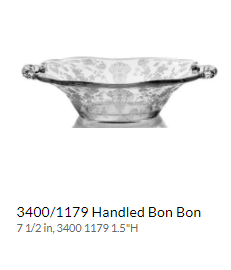 3400/1179 Handled Bon Bon
7 1/2 in, 3400 1179 1.5"H